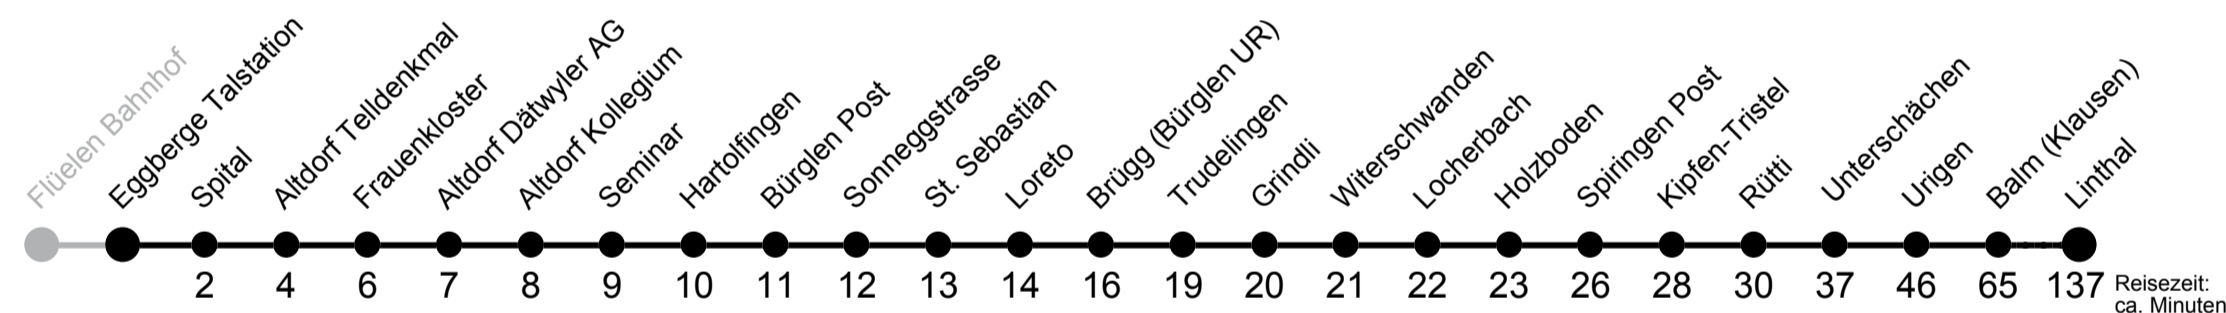 Flüelen Bahnhof
Eggberge Talstation
Spital
Altdorf Telldenkmal
Frauenkloster
Altdorf Dätwyler AG
Altdorf Kollegium
Seminar
Hartolfingen
Bürglen Post
Sonneggstrasse
St. Sebastian
Loreto
Brügg (Bürglen UR)
Trudelingen
Grindli
Witerschwanden
Locherbach
Holzboden
Spiringen Post
Kipfen-Tristel
Rütti
Unterschächen
Urigen
Balm (Klausen)
Linthal
2 4 6 7 8 9 10 11 12 13 14 16 19 20 21 22 23 26 28 30 37 46 65 137
Reisezeit:
ca. Minuten